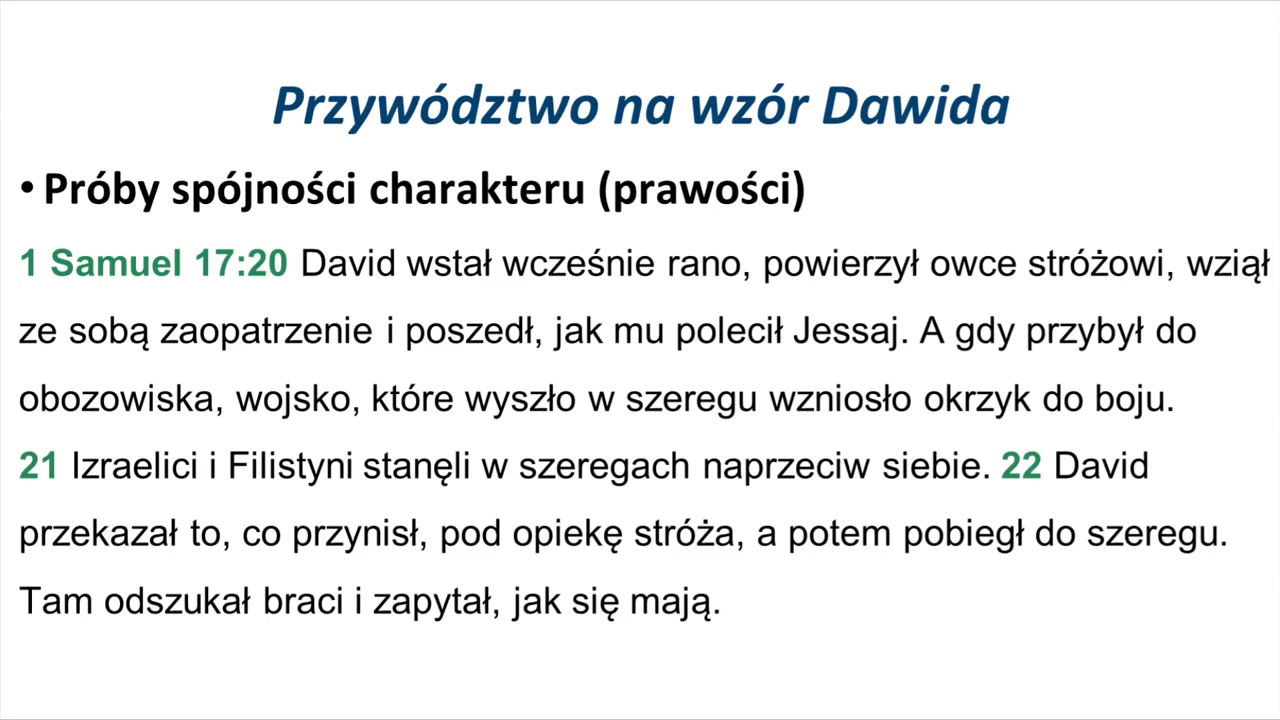 Przywództwo na wzór Dawida
• Próby spójności charakteru (prawości)
1 Samuel 17:20 David wstał wcześnie rano, powierzył owce stróżowi, wziął
ze sobą zaopatrzenie i poszedł, jak mu polecił Jessaj. A gdy przybył do
obozowiska, wojsko, które wyszło w szeregu wzniosło okrzyk do boju.
21 Izraelici i Filistyni stanęli w szeregach naprzeciw siebie. 22 David
przekazał to, co przynisł, pod opiekę stróża, a potem pobiegł do szeregu.
Tam odszukał braci i zapytał, jak się mają.